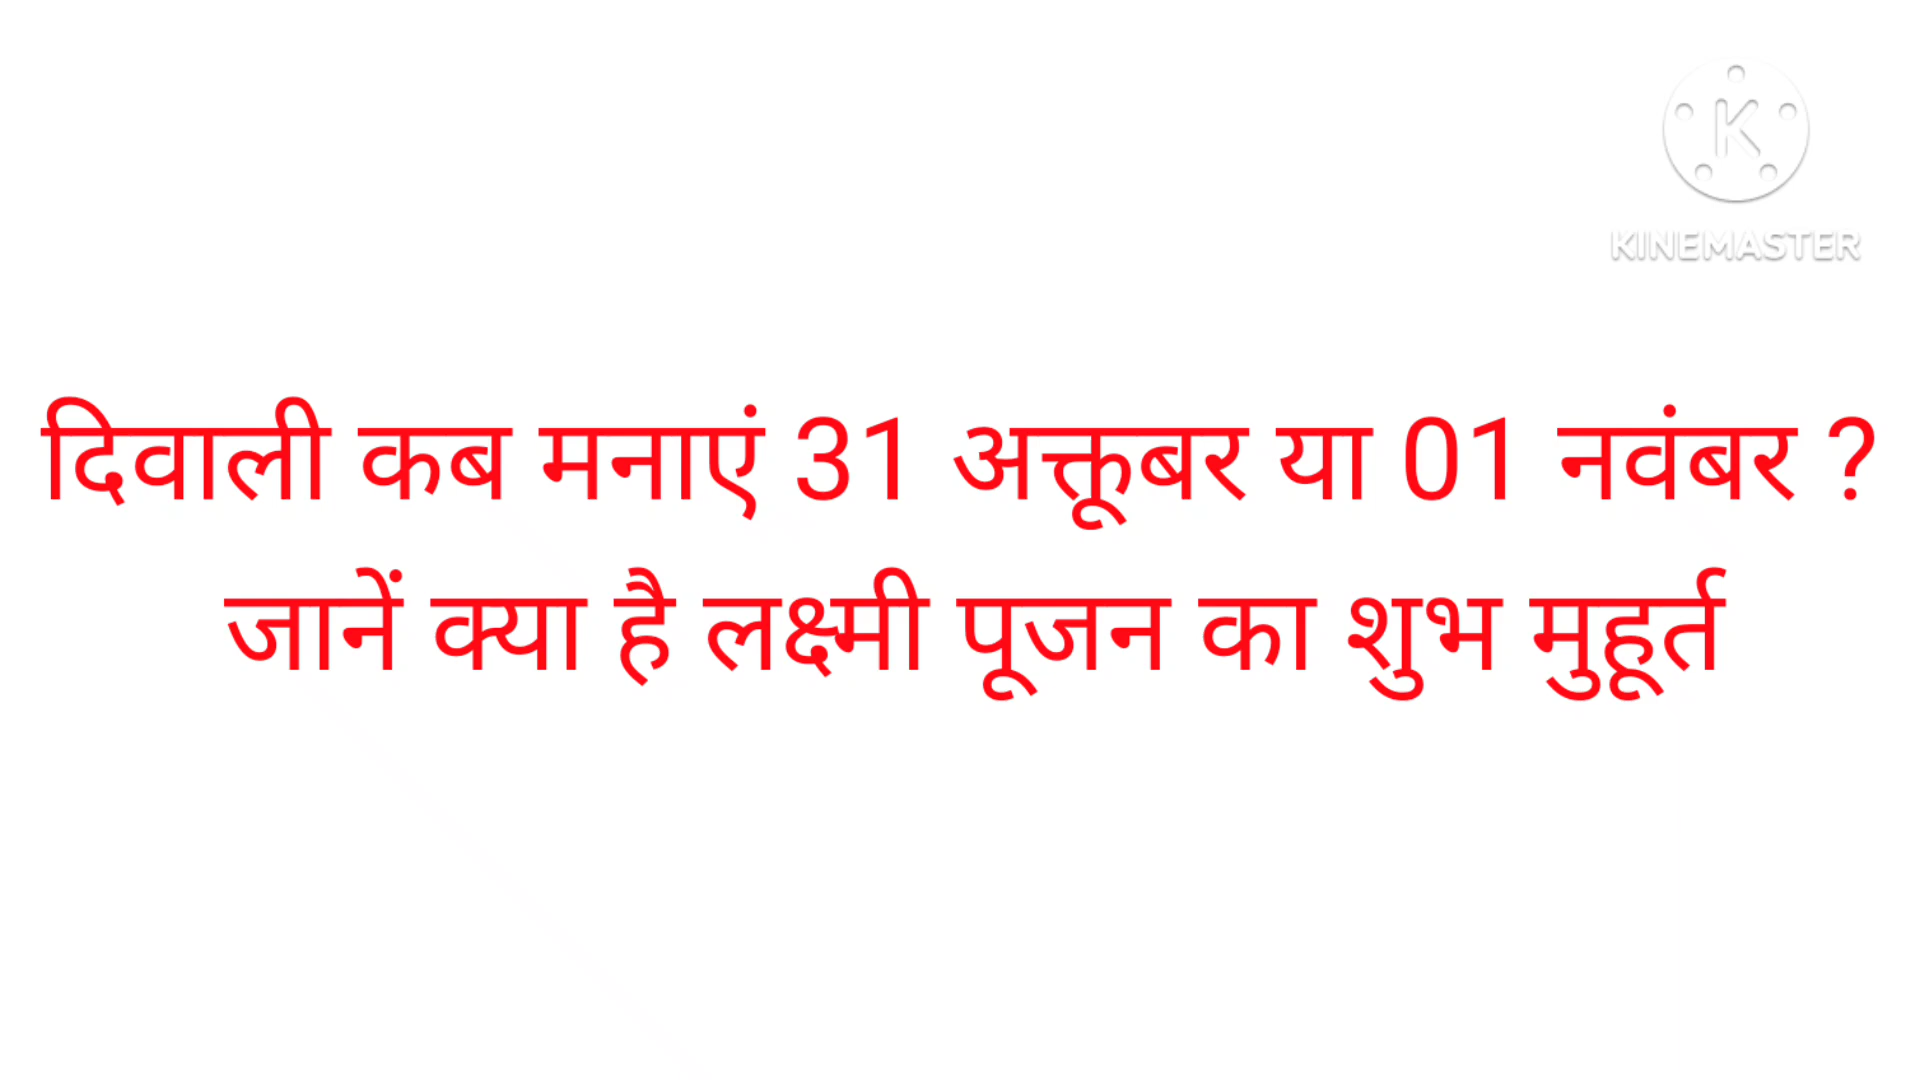 K
KINEMASTER
दिवाली कब मनाएं 31 अक्तूबर या 01 नवंबर ?
जानें क्या है लक्ष्मी पूजन का शुभ मुहूर्त